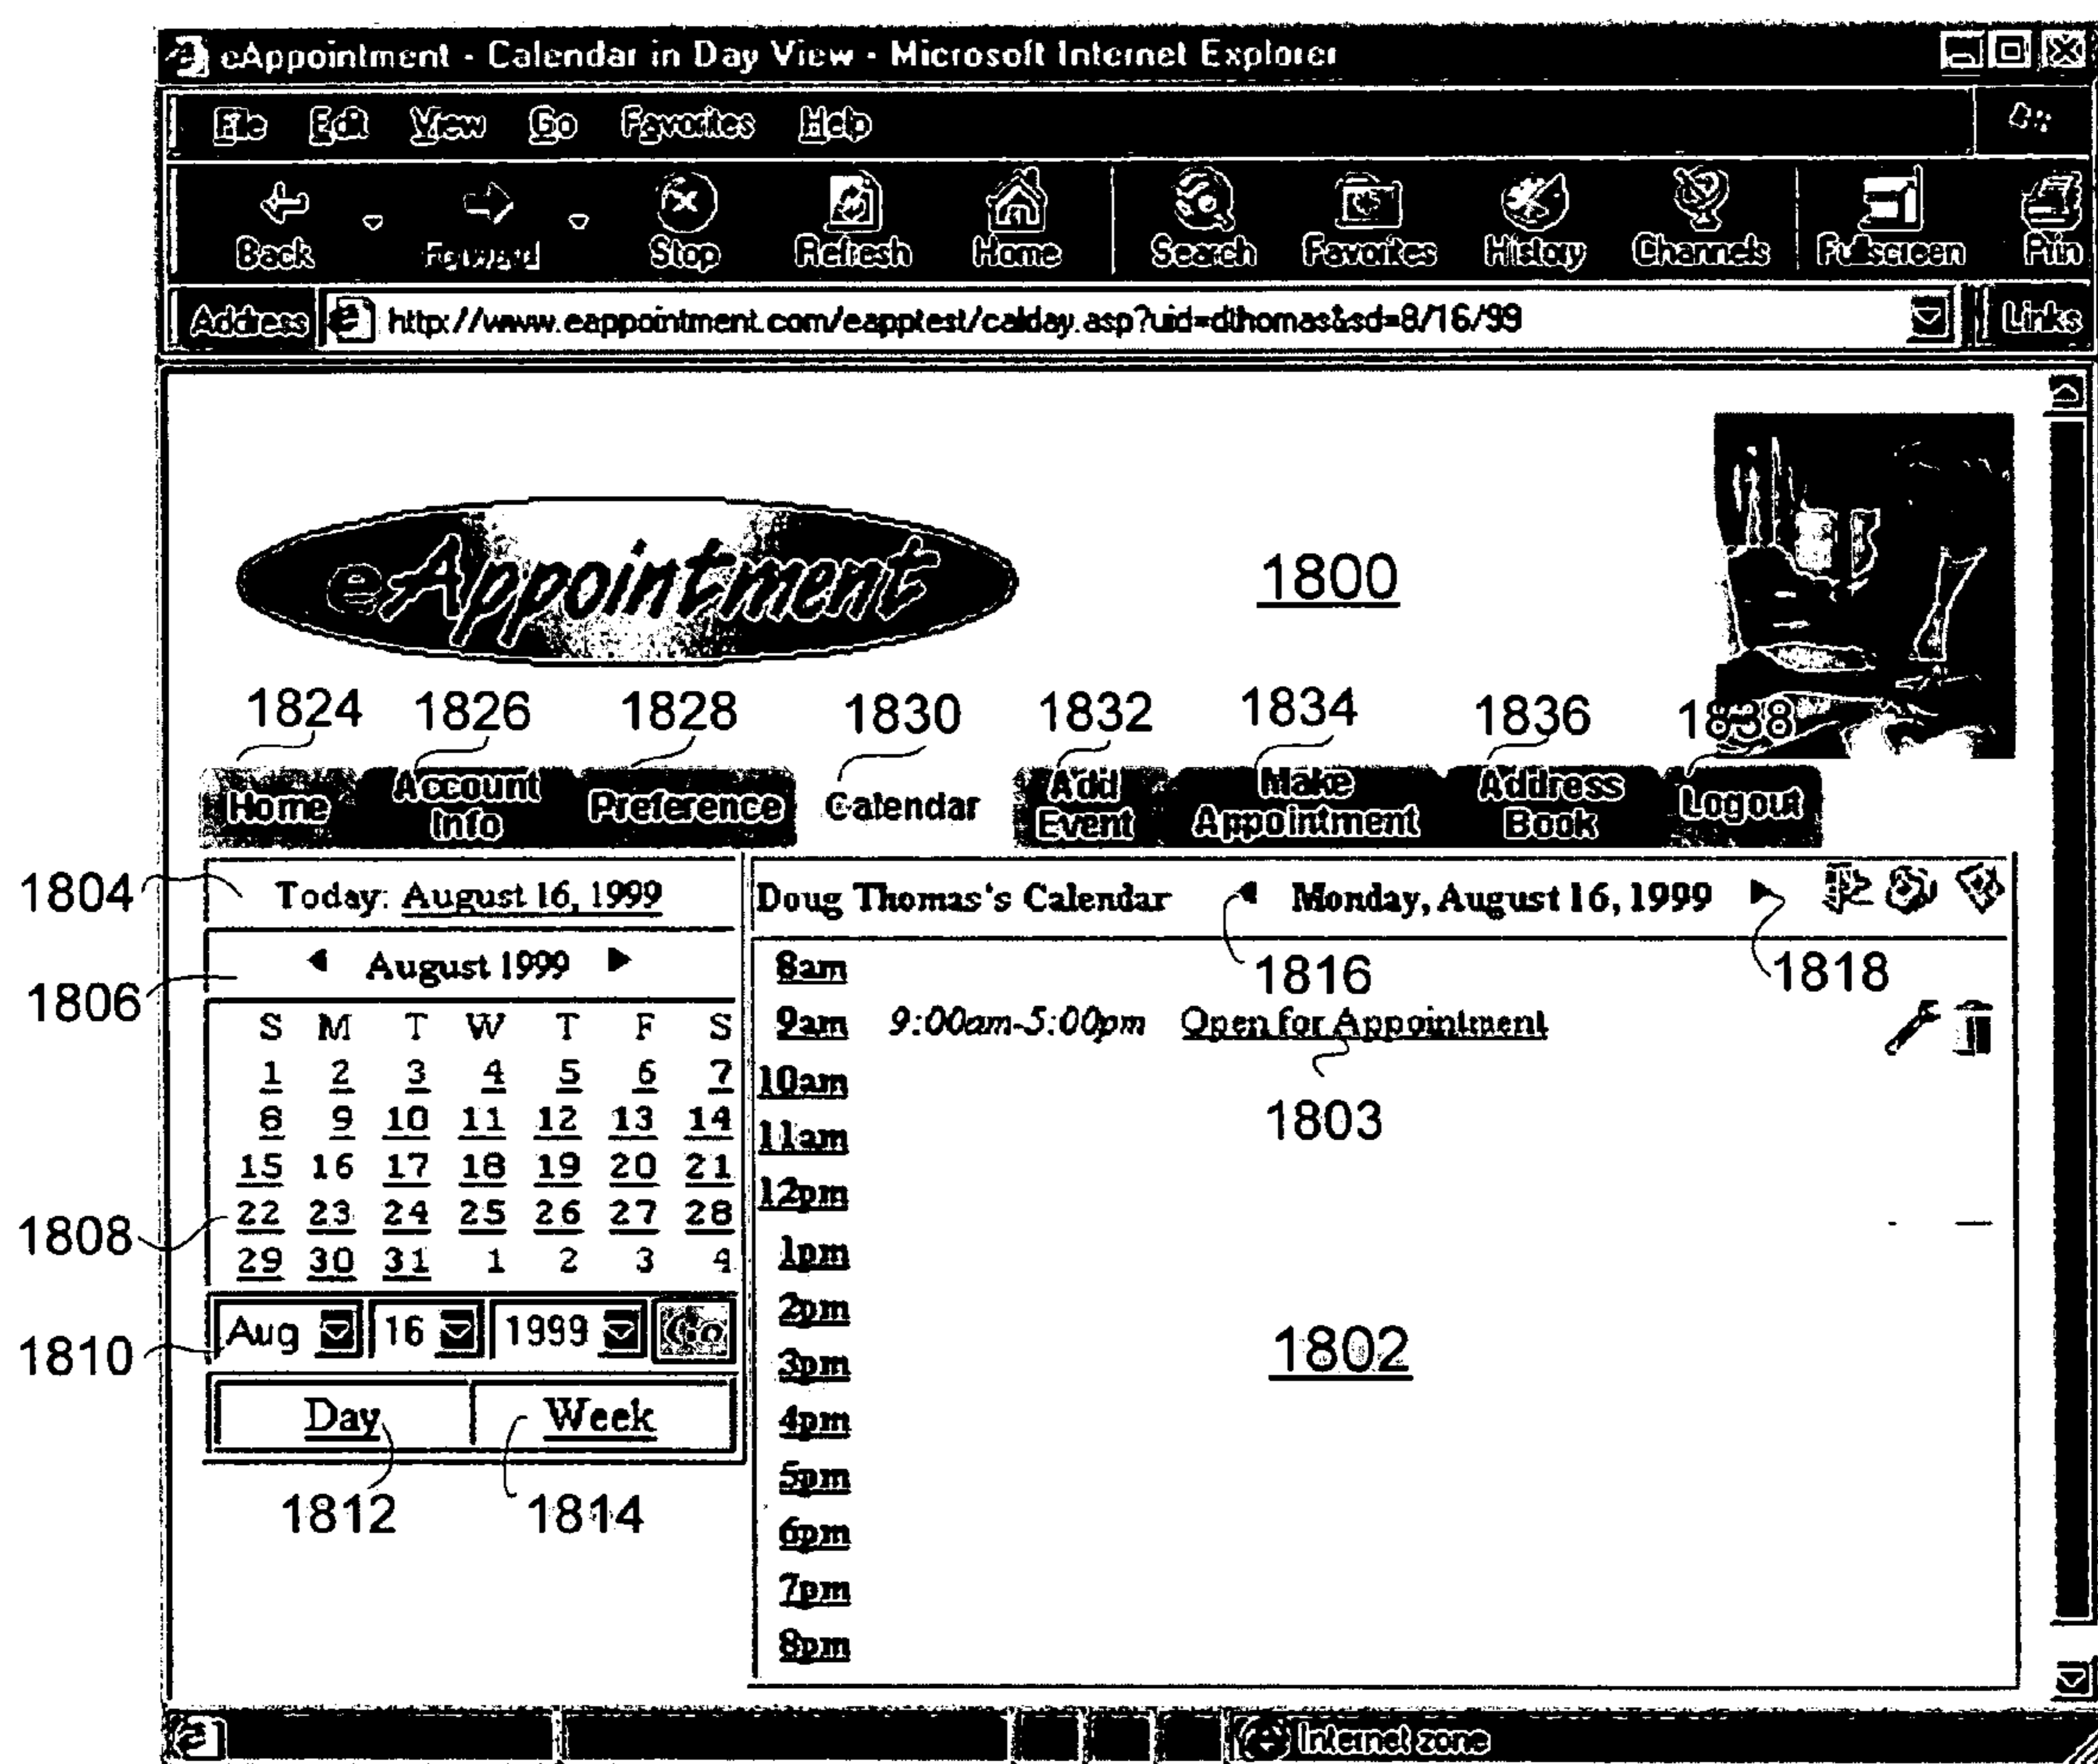 eAppointment - Calendar in Day View - Microsoft Internet Explorer
File Edit View Go Favorites Help
Back Forward Stop Refresh Home Search Favorites History Channels Fullscreen Prin
Address http://www.eappointment.com/eapptest/calday.asp?uid=dthomas&sd=8/16/99 Links
eAppointment
1800
1824 1826 1828 1830 1832 1834 1836 1838
Home Account Info Preference Calendar Add Event Make Appointment Address Book Logout
1804 Today: August 16, 1999
1806 August 1999
S M T W T F S
1 2 3 4 5 6 7
8 9 10 11 12 13 14
15 16 17 18 19 20 21
1808 22 23 24 25 26 27 28
29 30 31 1 2 3 4
1810 Aug 16 1999 Go
Day Week
1812 1814
Doug Thomas's Calendar Monday, August 16, 1999
8am 1816 1818
9am 9:00am-5:00pm Open for Appointment
10am
1803
11am
12pm
1pm
2pm
1802
3pm
4pm
5pm
6pm
7pm
8pm
Internet zone